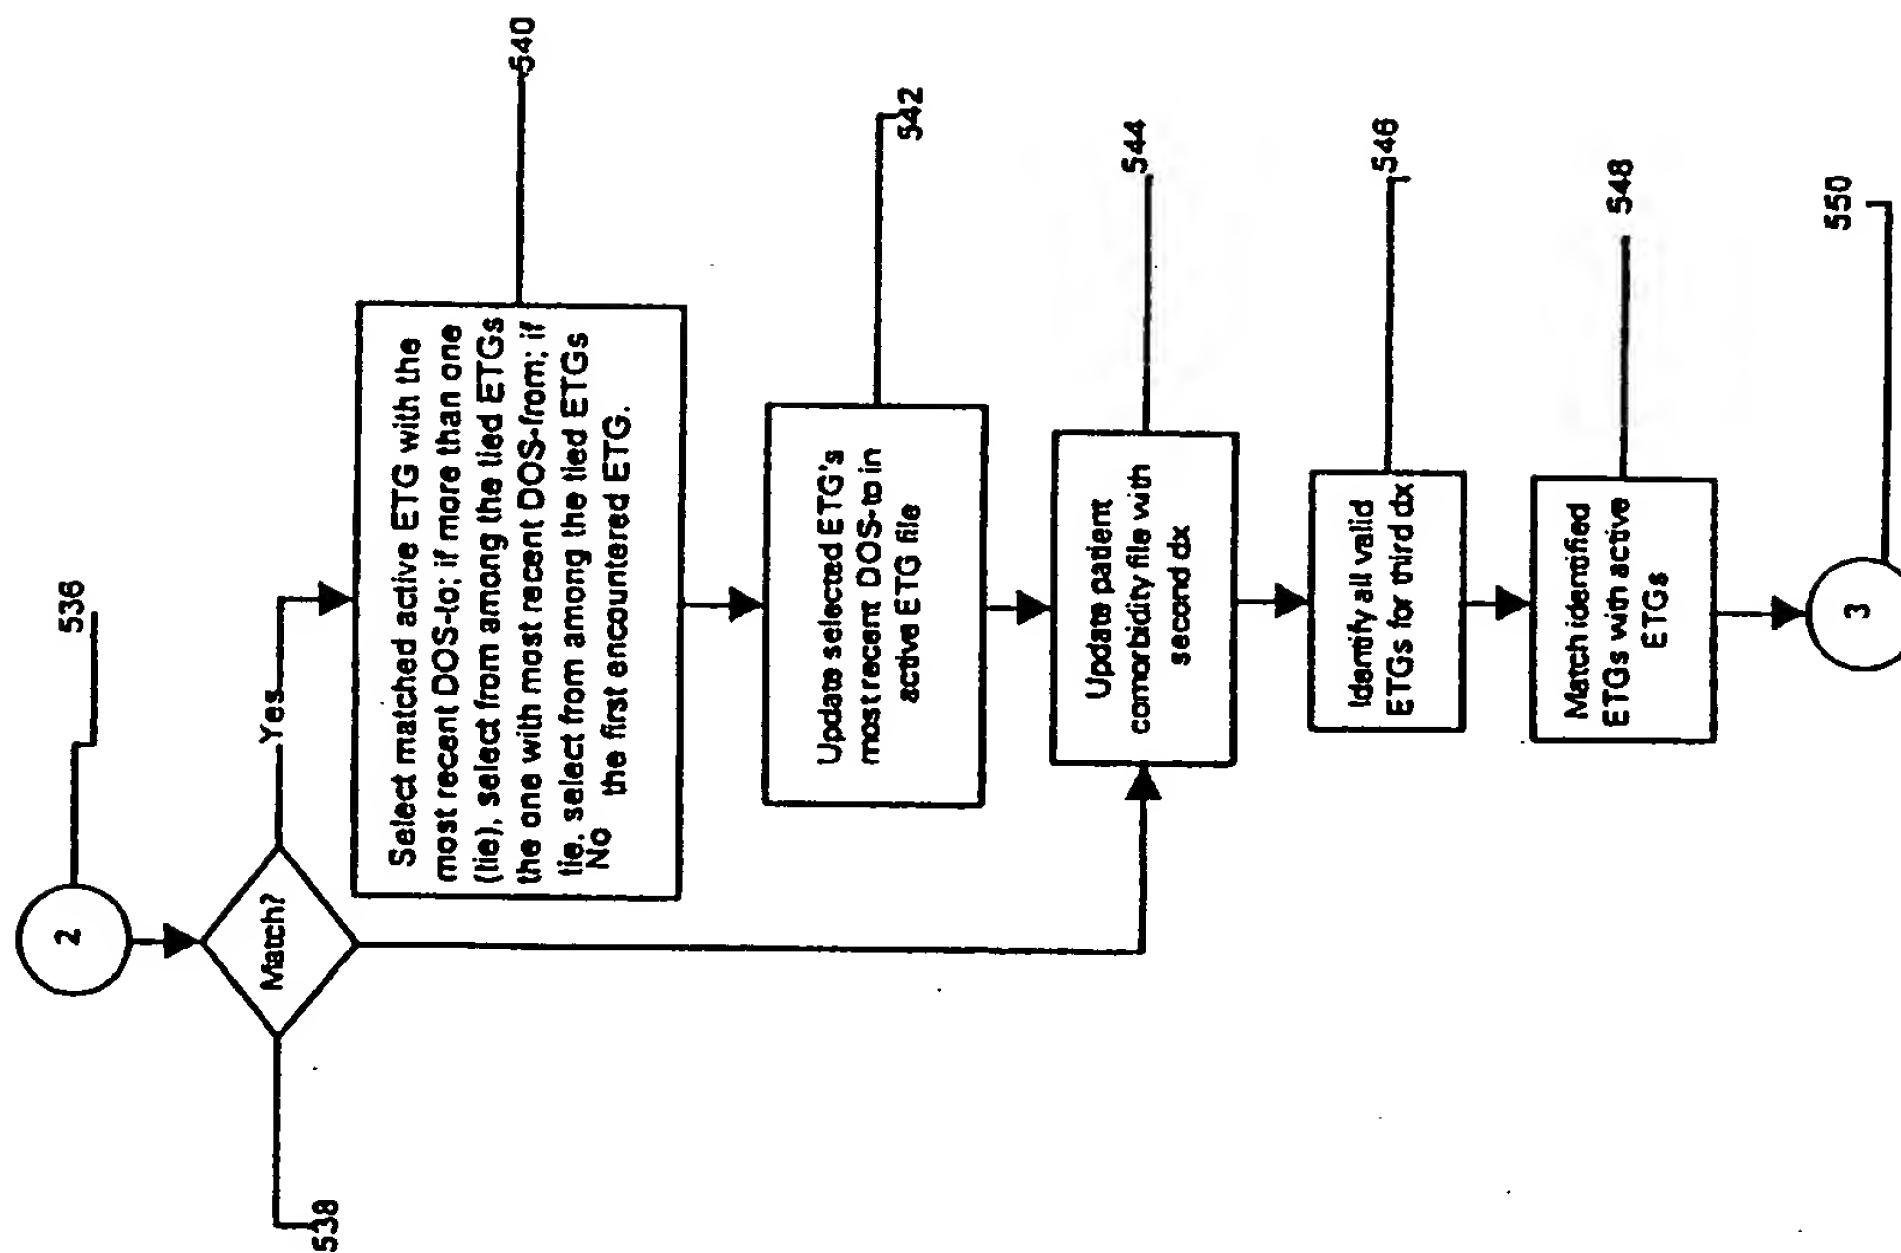 536
2
538
Match?
Yes
540
Select matched active ETG with the
most recent DOS-to; if more than one
(tie), select from among the tied ETGs
the one with most recent DOS-from; if
tie, select from among the tied ETGs
No
the first encountered ETG.
542
Update selected ETG's
most recent DOS-to in
active ETG file
544
Update patient
comorbidity file with
second dx
546
Identify all valid
ETGs for third dx
548
Match identified
ETGs with active
ETGs
550
3